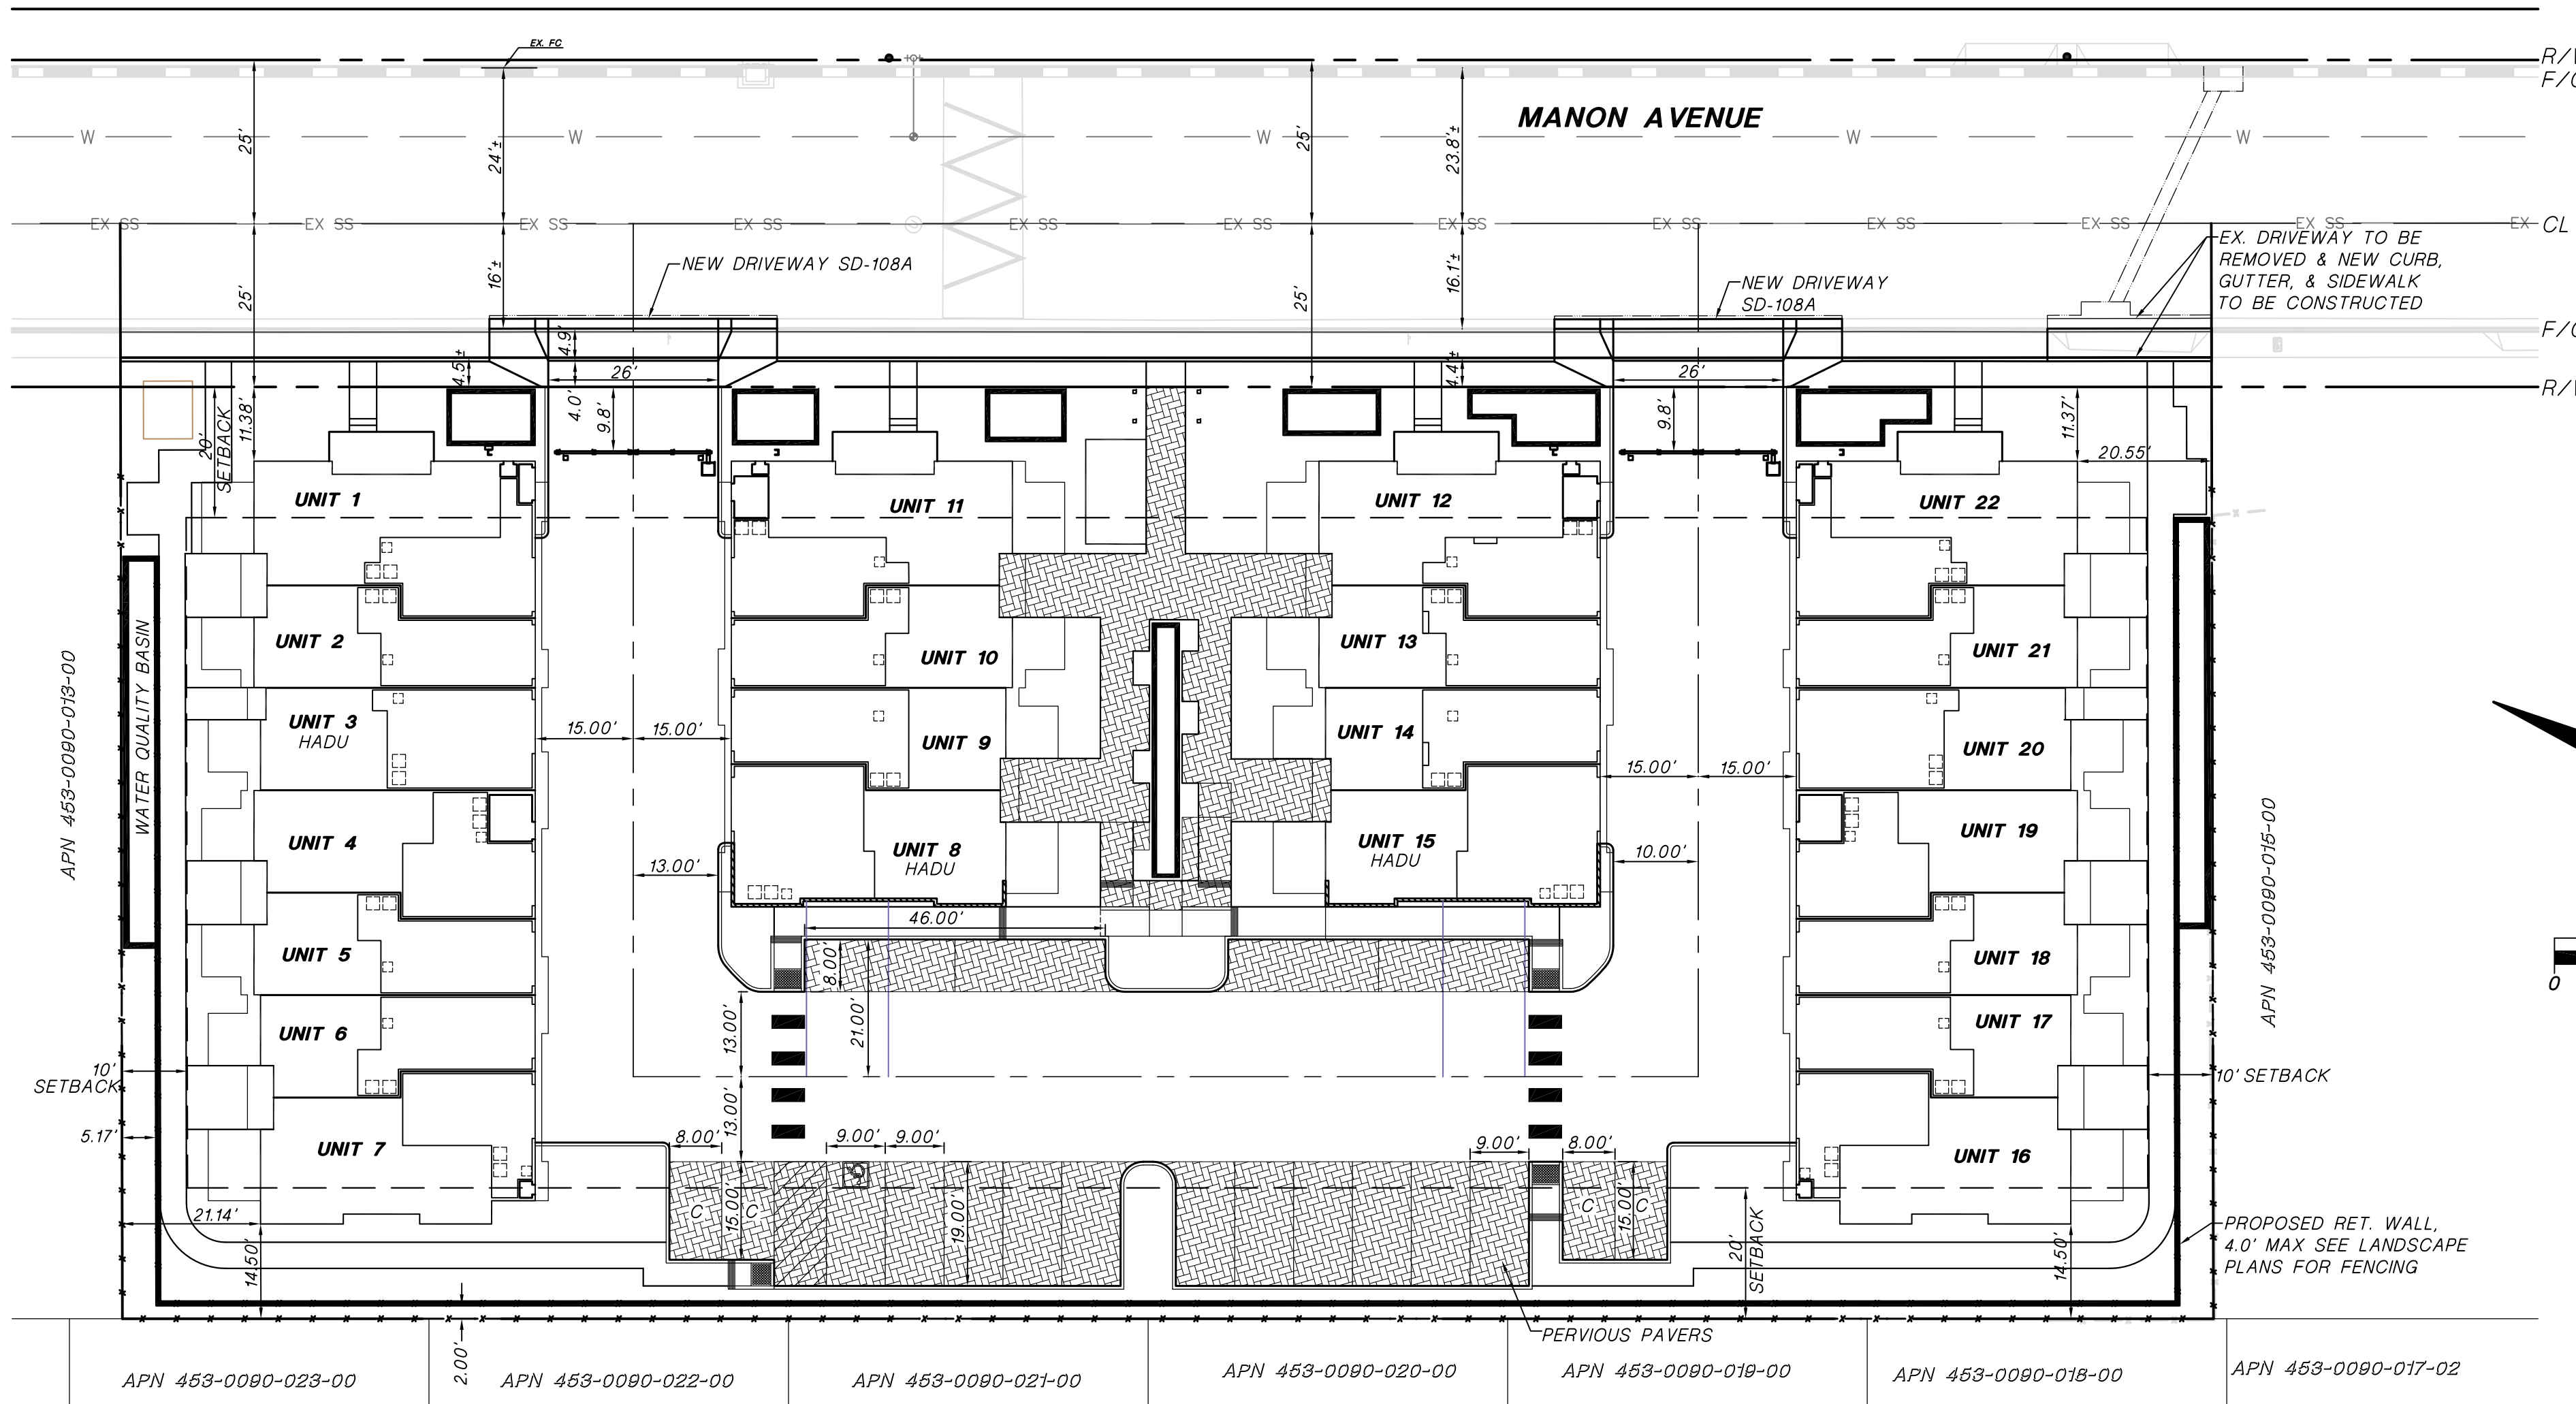 EX. FC
R/
F/
MANON AVENUE
W W W W W
25' 24'± 25' 23.8'±
EX SS EX SS EX SS EX SS EX SS EX SS EX SS EX SS EX SS EX SS EX SS EX
CL
25' 16'± 25' 16.1'±
NEW DRIVEWAY SD-108A
NEW DRIVEWAY
SD-108A
EX. DRIVEWAY TO BE
REMOVED & NEW CURB,
GUTTER, & SIDEWALK
TO BE CONSTRUCTED
F/
4.9' 4.5'± 26' 4.4'± 26'
R/
20'
SETBACK
11.38' 4.0' 9.8' 9.8' 11.37'
20.55'
UNIT 1
UNIT 11
UNIT 12
UNIT 22
UNIT 2
UNIT 10
UNIT 13
UNIT 21
WATER QUALITY BASIN
APN 453-0090-013-00
UNIT 3
HADU
15.00' 15.00'
UNIT 9
UNIT 14
15.00' 15.00'
UNIT 20
UNIT 4
13.00'
UNIT 8
HADU
UNIT 15
HADU
10.00'
UNIT 19
APN 453-0090-015-00
46.00'
UNIT 5
8.00'
UNIT 18
0
UNIT 6
13.00' 21.00'
UNIT 17
10'
SETBACK
10' SETBACK
5.17'
UNIT 7
13.00'
8.00' 9.00' 9.00' 9.00' 8.00'
UNIT 16
C 15.00' C 19.00' C 15.00' C
21.14'
14.50'
20'
SETBACK
14.50'
PROPOSED RET. WALL,
4.0' MAX SEE LANDSCAPE
PLANS FOR FENCING
2.00'
PERVIOUS PAVERS
APN 453-0090-023-00
APN 453-0090-022-00
APN 453-0090-021-00
APN 453-0090-020-00
APN 453-0090-019-00
APN 453-0090-018-00
APN 453-0090-017-02